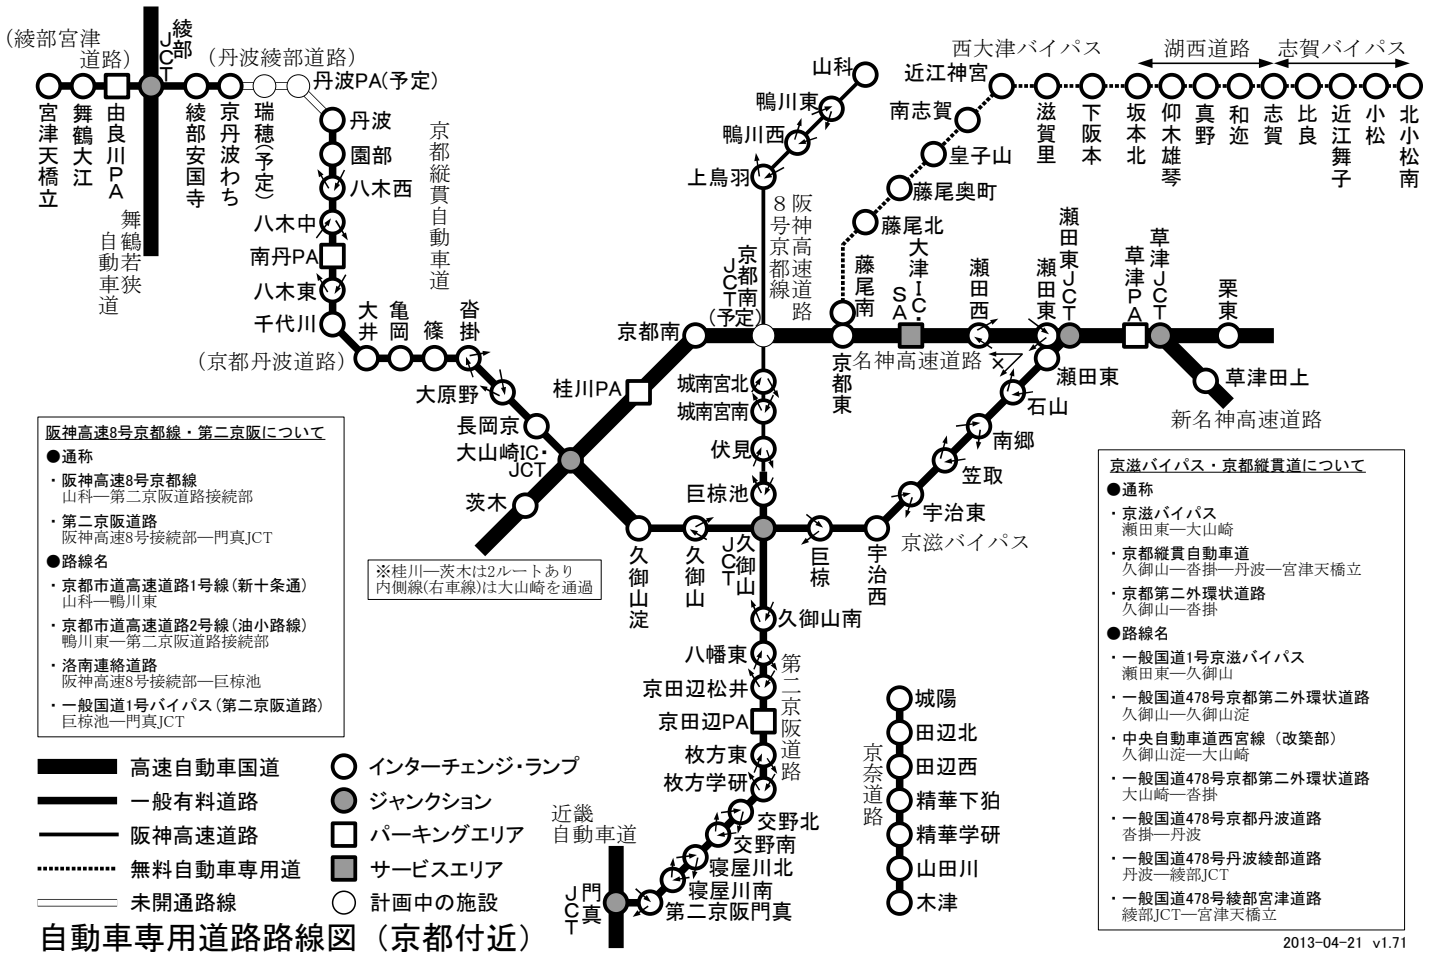 (綾部宮津
道路)
綾部
JCT
(丹波綾部道路)
丹波PA(予定)
宮津天橋立
舞鶴大江
由良川PA
綾部安国寺
京丹波わち
瑞穂(予定)
舞鶴若狭
自動車道
丹波
園部
八木西
八木中
南丹PA
八木東
千代川
京都縦貫自動車道
大井
亀岡
篠
沓掛
(京都丹波道路)
大原野
長岡京
大山崎IC・
JCT
茨木
桂川PA
京都南
山科
鴨川東
鴨川西
上鳥羽
阪神高速道路
8号京都線
京都南
JCT
(予定)
西大津バイパス
湖西道路
志賀バイパス
近江神宮
南志賀
皇子山
藤尾奥町
藤尾北
藤尾南
滋賀里
下阪本
坂本北
仰木雄琴
真野
和迩
志賀
比良
近江舞子
小松
北小松南
大津IC・
SA
瀬田西
瀬田東
瀬田東JCT
草津PA
草津JCT
栗東
京都東
名神高速道路
×
瀬田東
草津田上
新名神高速道路
石山
南郷
笠取
宇治東
京滋バイパス
城南宮北
城南宮南
伏見
巨椋池
久御山淀
久御山
久御山
JCT
巨椋
宇治西
久御山南
八幡東
京田辺松井
京田辺PA
枚方東
枚方学研
第二京阪道路
交野北
交野南
寝屋川北
寝屋川南
第二京阪門真
近畿
自動車道
門真
JCT
城陽
田辺北
田辺西
精華下狛
精華学研
山田川
木津
京奈道路
※桂川―茨木は2ルートあり
内側線(右車線)は大山崎を通過
阪神高速8号京都線・第二京阪について
●通称
・阪神高速8号京都線
山科―第二京阪道路接続部
・第二京阪道路
阪神高速8号接続部―門真JCT
●路線名
・京都市道高速道路1号線(新十条通)
山科―鴨川東
・京都市道高速道路2号線(油小路線)
鴨川東―第二京阪道路接続部
・洛南連絡道路
阪神高速8号接続部―巨椋池
・一般国道1号バイパス(第二京阪道路)
巨椋池―門真JCT
京滋バイパス・京都縦貫道について
●通称
・京滋バイパス
瀬田東―大山崎
・京都縦貫自動車道
久御山―沓掛―丹波―宮津天橋立
・京都第二外環状道路
久御山―沓掛
●路線名
・一般国道1号京滋バイパス
瀬田東―久御山
・一般国道478号京都第二外環状道路
久御山―久御山淀
・中央自動車道西宮線(改築部)
久御山淀―大山崎
・一般国道478号京都第二外環状道路
大山崎―沓掛
・一般国道478号京都丹波道路
沓掛―丹波
・一般国道478号丹波綾部道路
丹波―綾部JCT
・一般国道478号綾部宮津道路
綾部JCT―宮津天橋立
高速自動車国道
一般有料道路
阪神高速道路
無料自動車専用道
未開通路線
インターチェンジ・ランプ
ジャンクション
パーキングエリア
サービスエリア
計画中の施設
自動車専用道路路線図（京都付近）
2013-04-21 v1.71